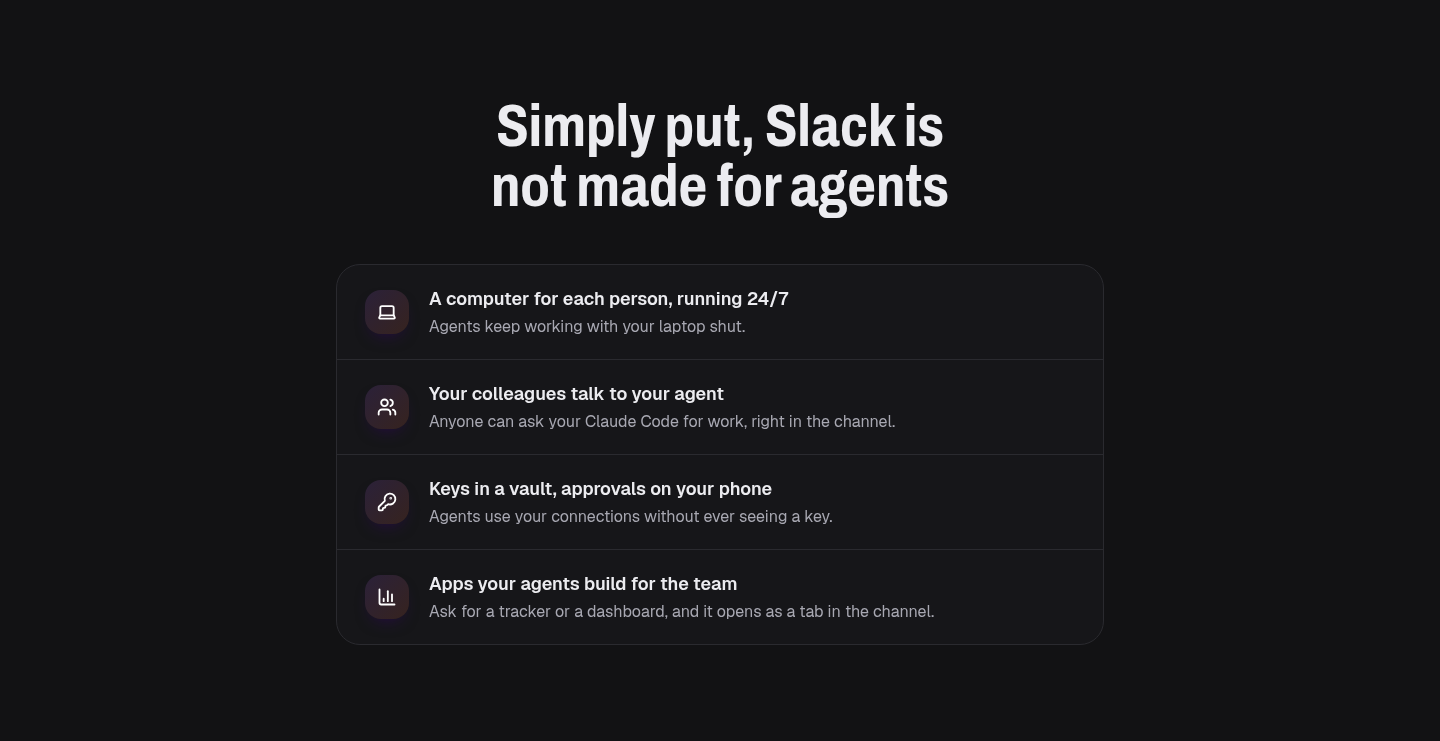 Simply put, Slack is
not made for agents
A computer for each person, running 24/7
Agents keep working with your laptop shut.
Your colleagues talk to your agent
Anyone can ask your Claude Code for work, right in the channel.
Keys in a vault, approvals on your phone
Agents use your connections without ever seeing a key.
Apps your agents build for the team
Ask for a tracker or a dashboard, and it opens as a tab in the channel.